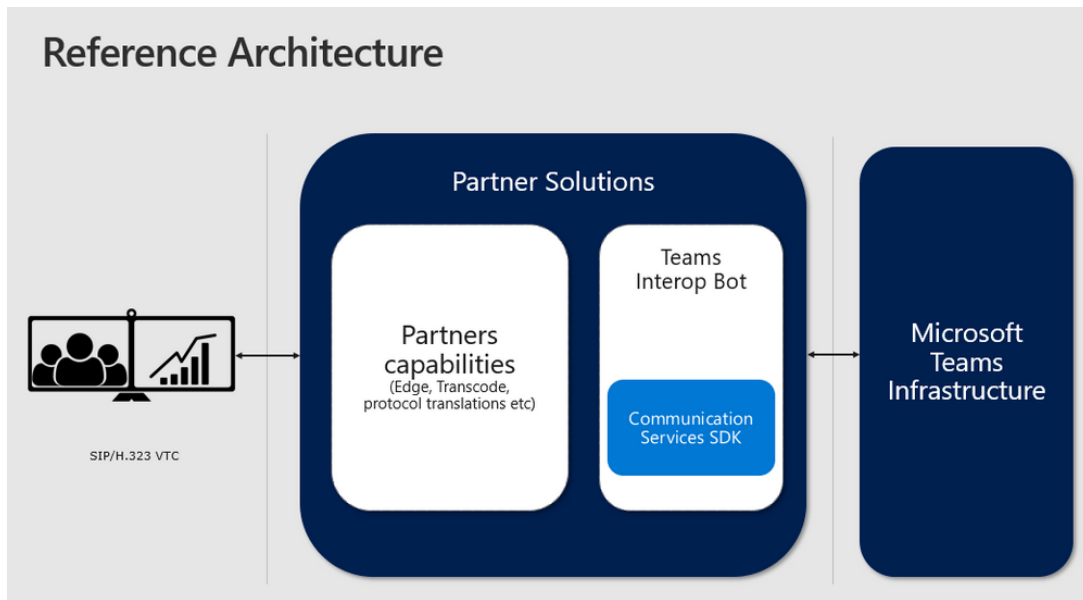 Reference Architecture
Partner Solutions
Partners
capabilities
(Edge, Transcode,
protocol translations etc)
Teams
Interop Bot
Communication
Services SDK
Microsoft
Teams
Infrastructure
SIP/H.323 VTC